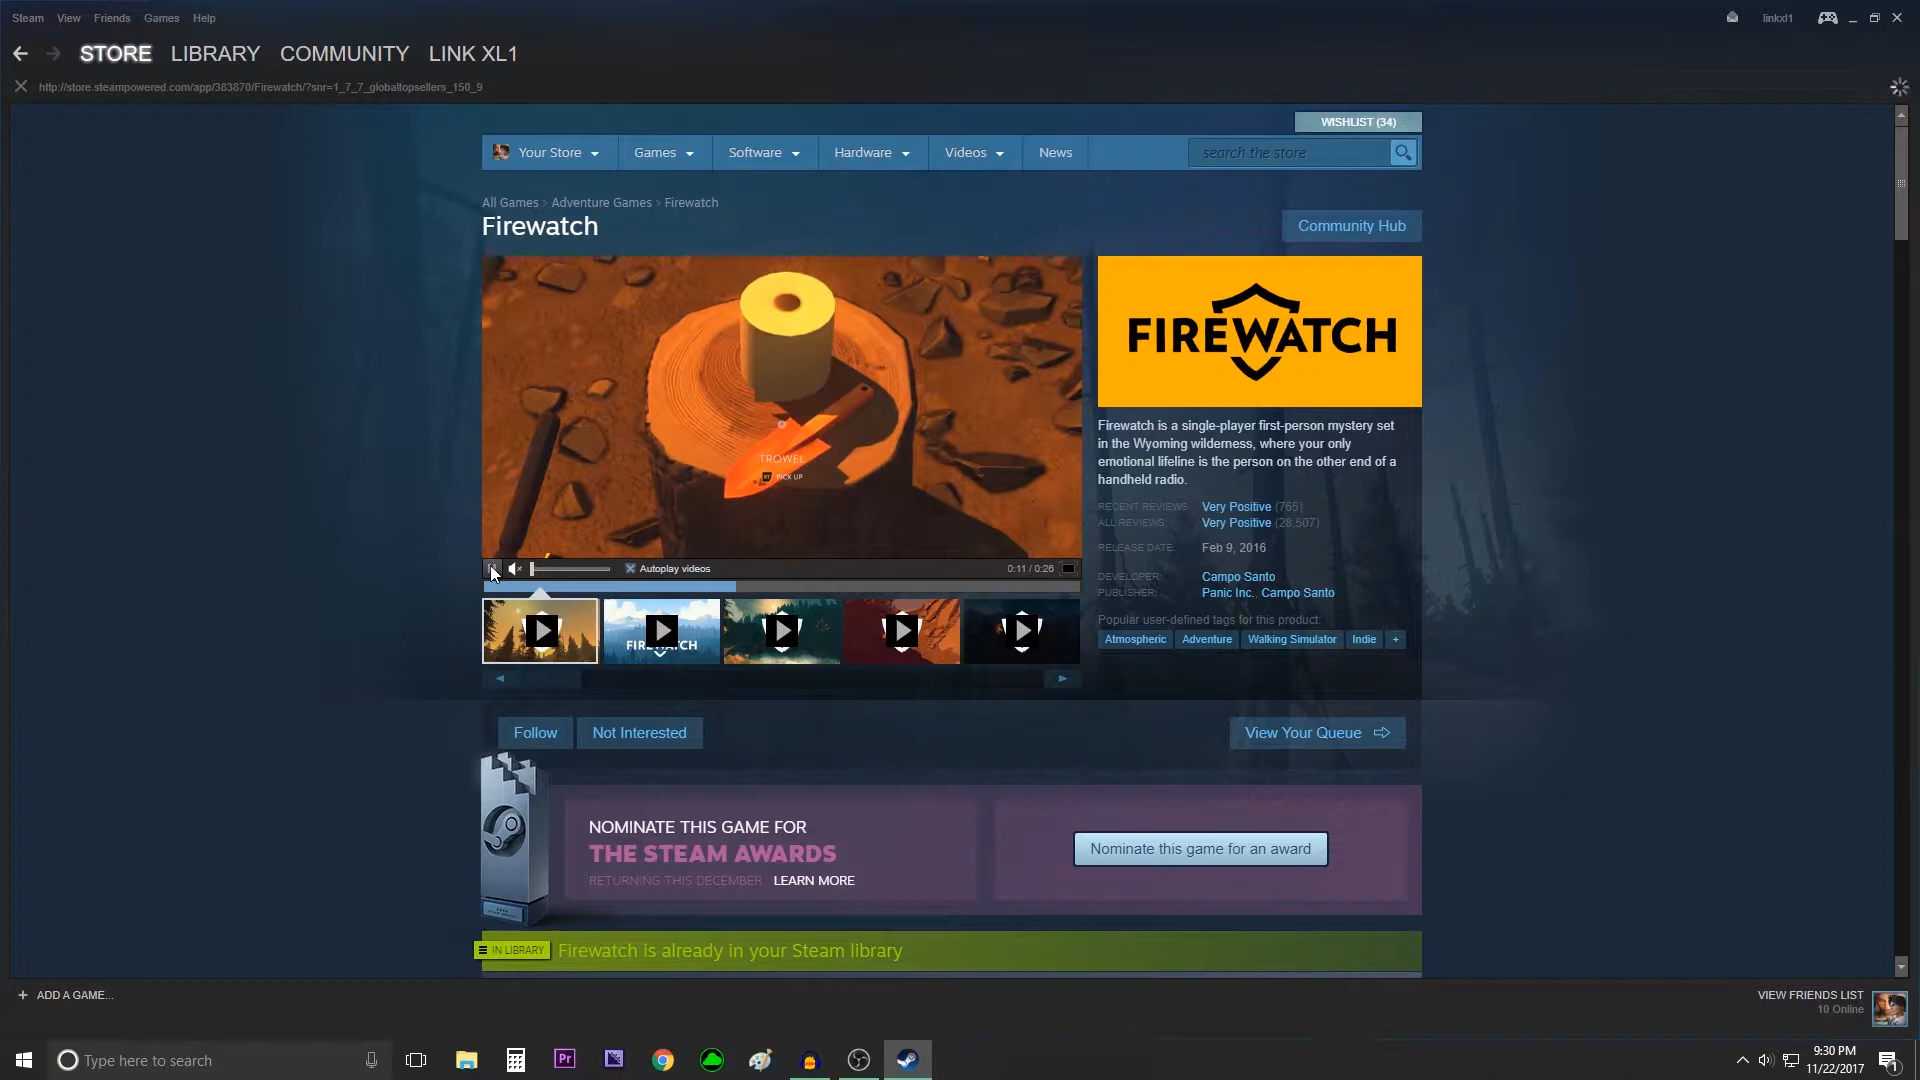 Steam View Friends Games Help
linkxl1
STORE LIBRARY COMMUNITY LINK XL1
http://store.steampowered.com/app/383870/Firewatch/?snr=1_7_7_globaltopsellers_150_9
WISHLIST (34)
Your Store Games Software Hardware Videos News
search the store
All Games > Adventure Games > Firewatch
Firewatch
Community Hub
TROWEL
RT PICK UP
Autoplay videos
0:11 / 0:26
FIREWATCH
FIREWATCH
Firewatch is a single-player first-person mystery set
in the Wyoming wilderness, where your only
emotional lifeline is the person on the other end of a
handheld radio.
RECENT REVIEWS: Very Positive (765)
ALL REVIEWS: Very Positive (28,507)
RELEASE DATE: Feb 9, 2016
DEVELOPER: Campo Santo
PUBLISHER: Panic Inc., Campo Santo
Popular user-defined tags for this product:
Atmospheric Adventure Walking Simulator Indie +
Follow Not Interested
View Your Queue
NOMINATE THIS GAME FOR
THE STEAM AWARDS
RETURNING THIS DECEMBER LEARN MORE
Nominate this game for an award
IN LIBRARY Firewatch is already in your Steam library
+ ADD A GAME...
VIEW FRIENDS LIST
10 Online
Type here to search
Pr
9:30 PM
11/22/2017
1